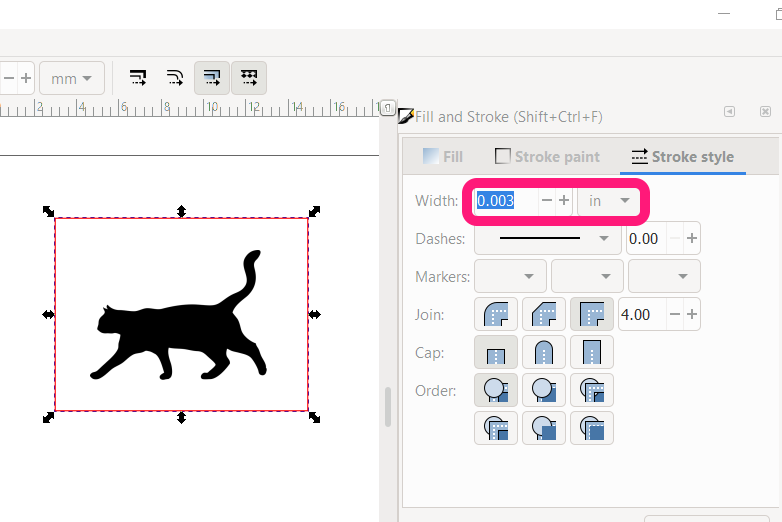 mm
2 4 6 8 10 12 14 16
Fill and Stroke (Shift+Ctrl+F)
Fill Stroke paint Stroke style
Width: 0.003 in
Dashes: 0.00
Markers:
Join: 4.00
Cap:
Order: